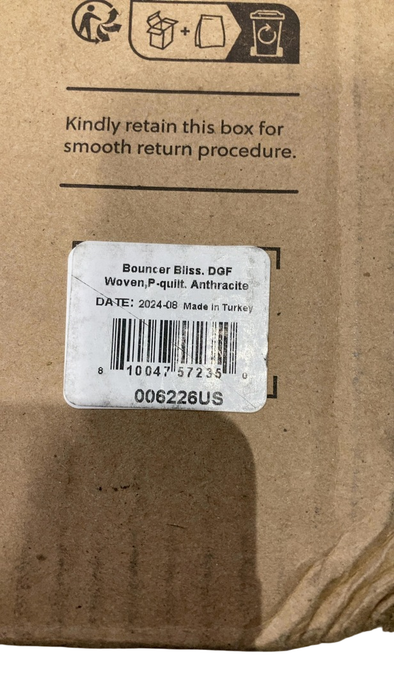 Kindly retain this box for
smooth return procedure.
Bouncer Bliss. DGF
Woven,P-quilt. Anthracite
DATE: 2024-08 Made in Turkey
8 10047 57235 0
006226US